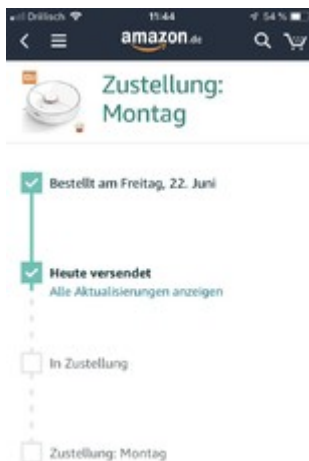 Drillisch
11:44
54 %
amazon.de
Zustellung:
Montag
Bestellt am Freitag, 22. Juni
Heute versendet
Alle Aktualisierungen anzeigen
In Zustellung
Zustellung: Montag